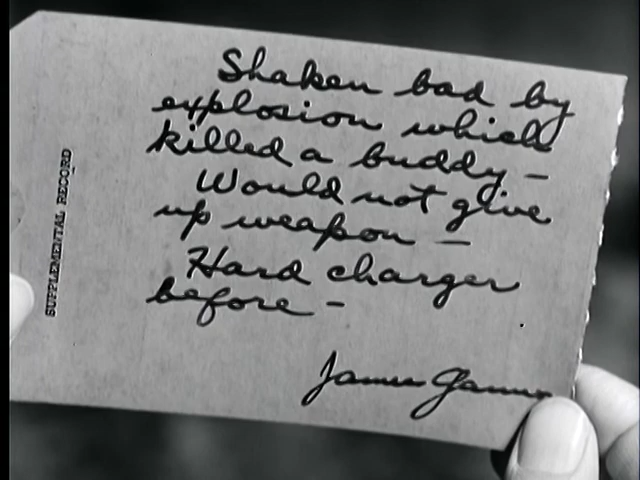 Shaken bad by
explosion which
killed a buddy -
Would not give
up weapon -
Hard charger
before -
James
SUPPLEMENTAL RECORD